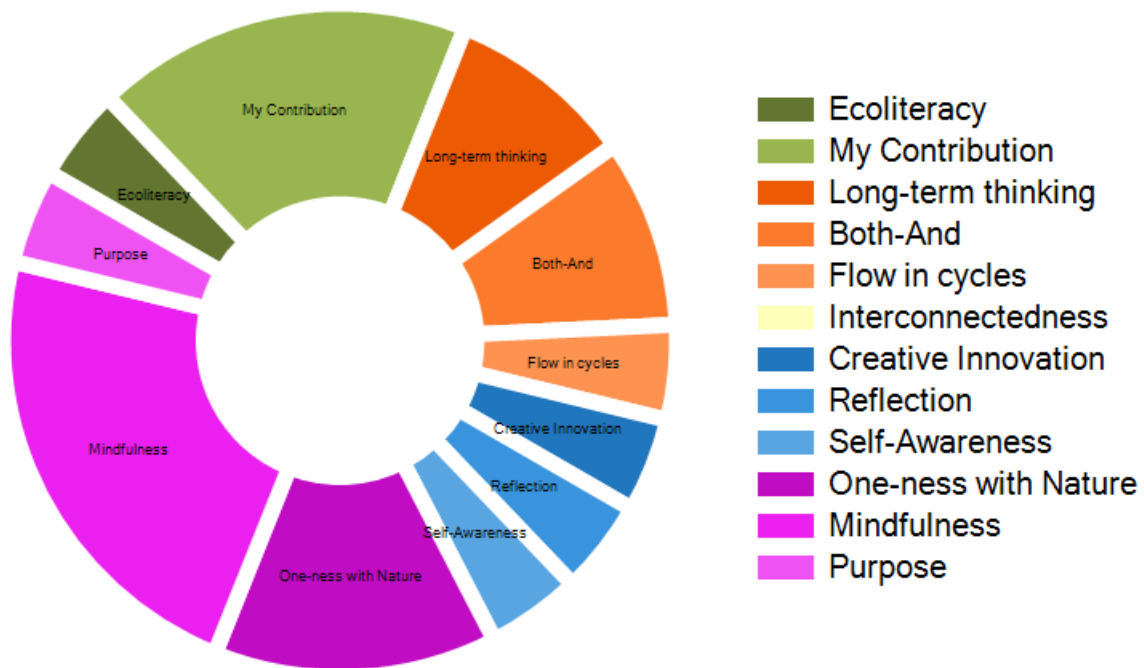 My Contribution
Long-term thinking
Ecoliteracy
Purpose
Both-And
Flow in cycles
Mindfulness
Creative Innovation
Reflection
Self-Awareness
One-ness with Nature
Ecoliteracy
My Contribution
Long-term thinking
Both-And
Flow in cycles
Interconnectedness
Creative Innovation
Reflection
Self-Awareness
One-ness with Nature
Mindfulness
Purpose